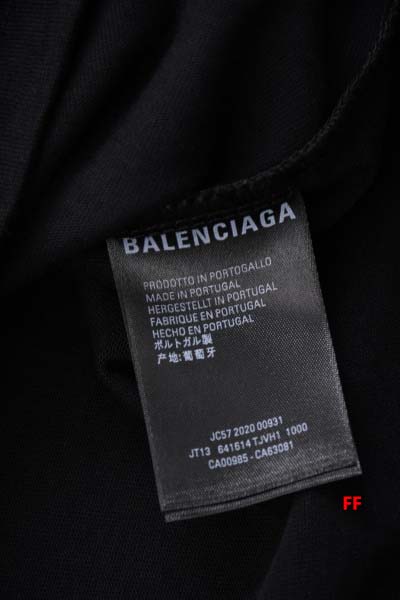 BALENCIAGA
PRODOTTO IN PORTOGALLO
MADE IN PORTUGAL
HERGESTELLT IN PORTUGAL
FABRIQUE EN PORTUGAL
HECHO EN PORTUGAL
ポルトガル製
产地:葡萄牙
JC57 2020 00931
JT13 641614 TJVH1 1000
CA00985 - CA63081
FF